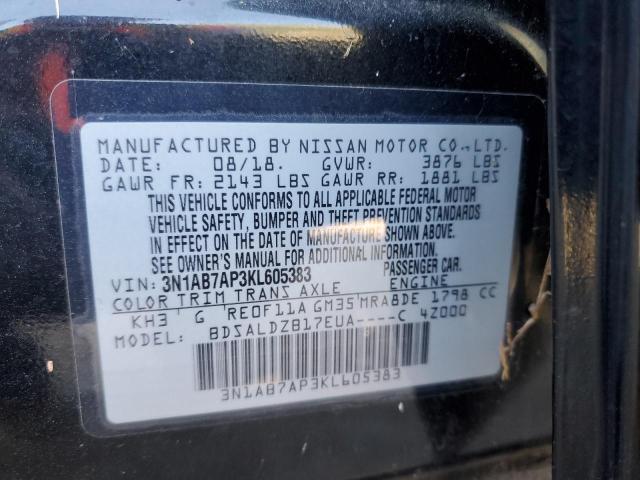 MANUFACTURED BY NISSAN MOTOR CO.,LTD.
DATE: 08/18. GVWR: 3876 LBS
GAWR FR: 2143 LBS GAWR RR: 1881 LBS
THIS VEHICLE CONFORMS TO ALL APPLICABLE FEDERAL MOTOR
VEHICLE SAFETY, BUMPER AND THEFT PREVENTION STANDARDS
IN EFFECT ON THE DATE OF MANUFACTURE SHOWN ABOVE.
SEE OWNER'S MANUAL FOR ADDITIONAL INFORMATION.
VIN: 3N1AB7AP3KL605383 PASSENGER CAR.
COLOR TRIM TRANS AXLE ENGINE
KH3 G RE0F11A GM35 MRA8DE 1798 CC
MODEL: BDSALDZB17EUA----C 4Z000
3N1AB7AP3KL605383